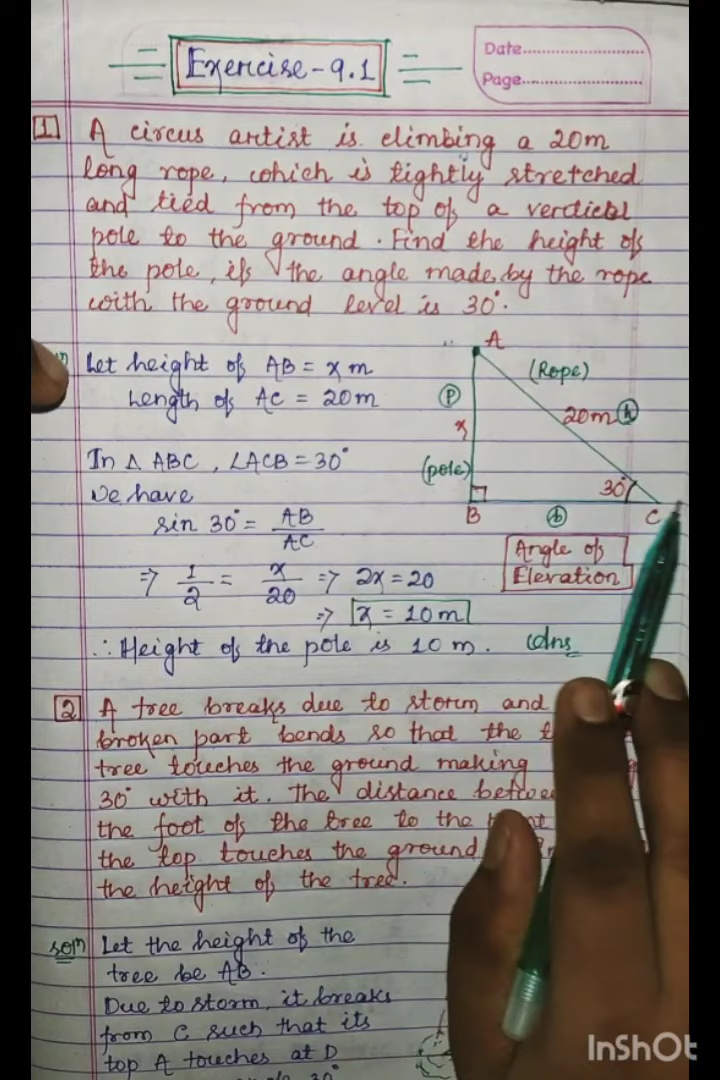 Exercise-9.1
Date
Page
1 A circus artist is climbing a 20m
long rope, which is tightly stretched
and tied from the top of a
pole to the ground. Find the height of
the pole, if the angle made by the rope
with the ground level is 30°.
Let height of AB = x m
Length of AC = 20m
In △ ABC, ∠ACB = 30°
We have
sin 30° = AB/AC
⇒ 1/2 = x/20 ⇒ 2x = 20
⇒ x = 10 m
∴ Height of the pole is 10 m. Ans
A
(Rope)
P
20m h
x
(pole)
30°
B b C
Angle of
Elevation
2 A tree breaks due to storm and
broken part bends so that the
tree touches the ground making
30° with it. The distance
the foot of the tree to the
the top touches the ground
the height of the tree.
Soln Let the height of the
tree be AB.
Due to storm, it breaks
from C such that its
top A touches at D
30°
InShOt